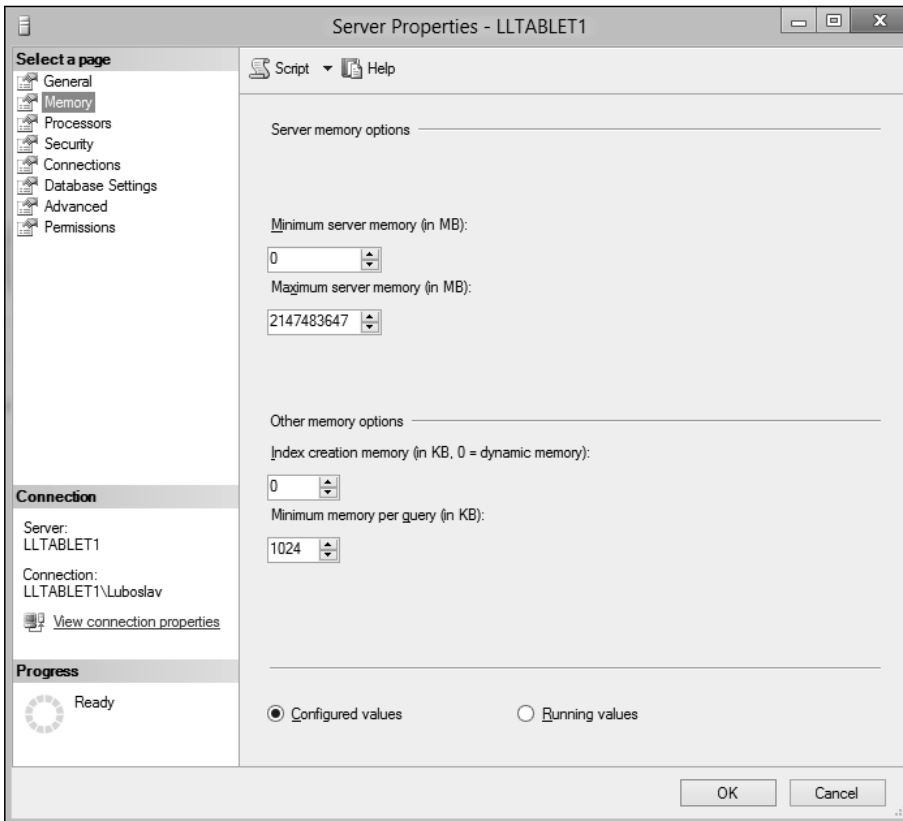 Server Properties - LLTABLET1
Select a page
General
Memory
Processors
Security
Connections
Database Settings
Advanced
Permissions
Connection
Server:
LLTABLET1
Connection:
LLTABLET1\Luboslav
View connection properties
Progress
Ready
Script
Help
Server memory options
Minimum server memory (in MB):
0
Maximum server memory (in MB):
2147483647
Other memory options
Index creation memory (in KB, 0 = dynamic memory):
0
Minimum memory per query (in KB):
1024
Configured values
Running values
OK
Cancel